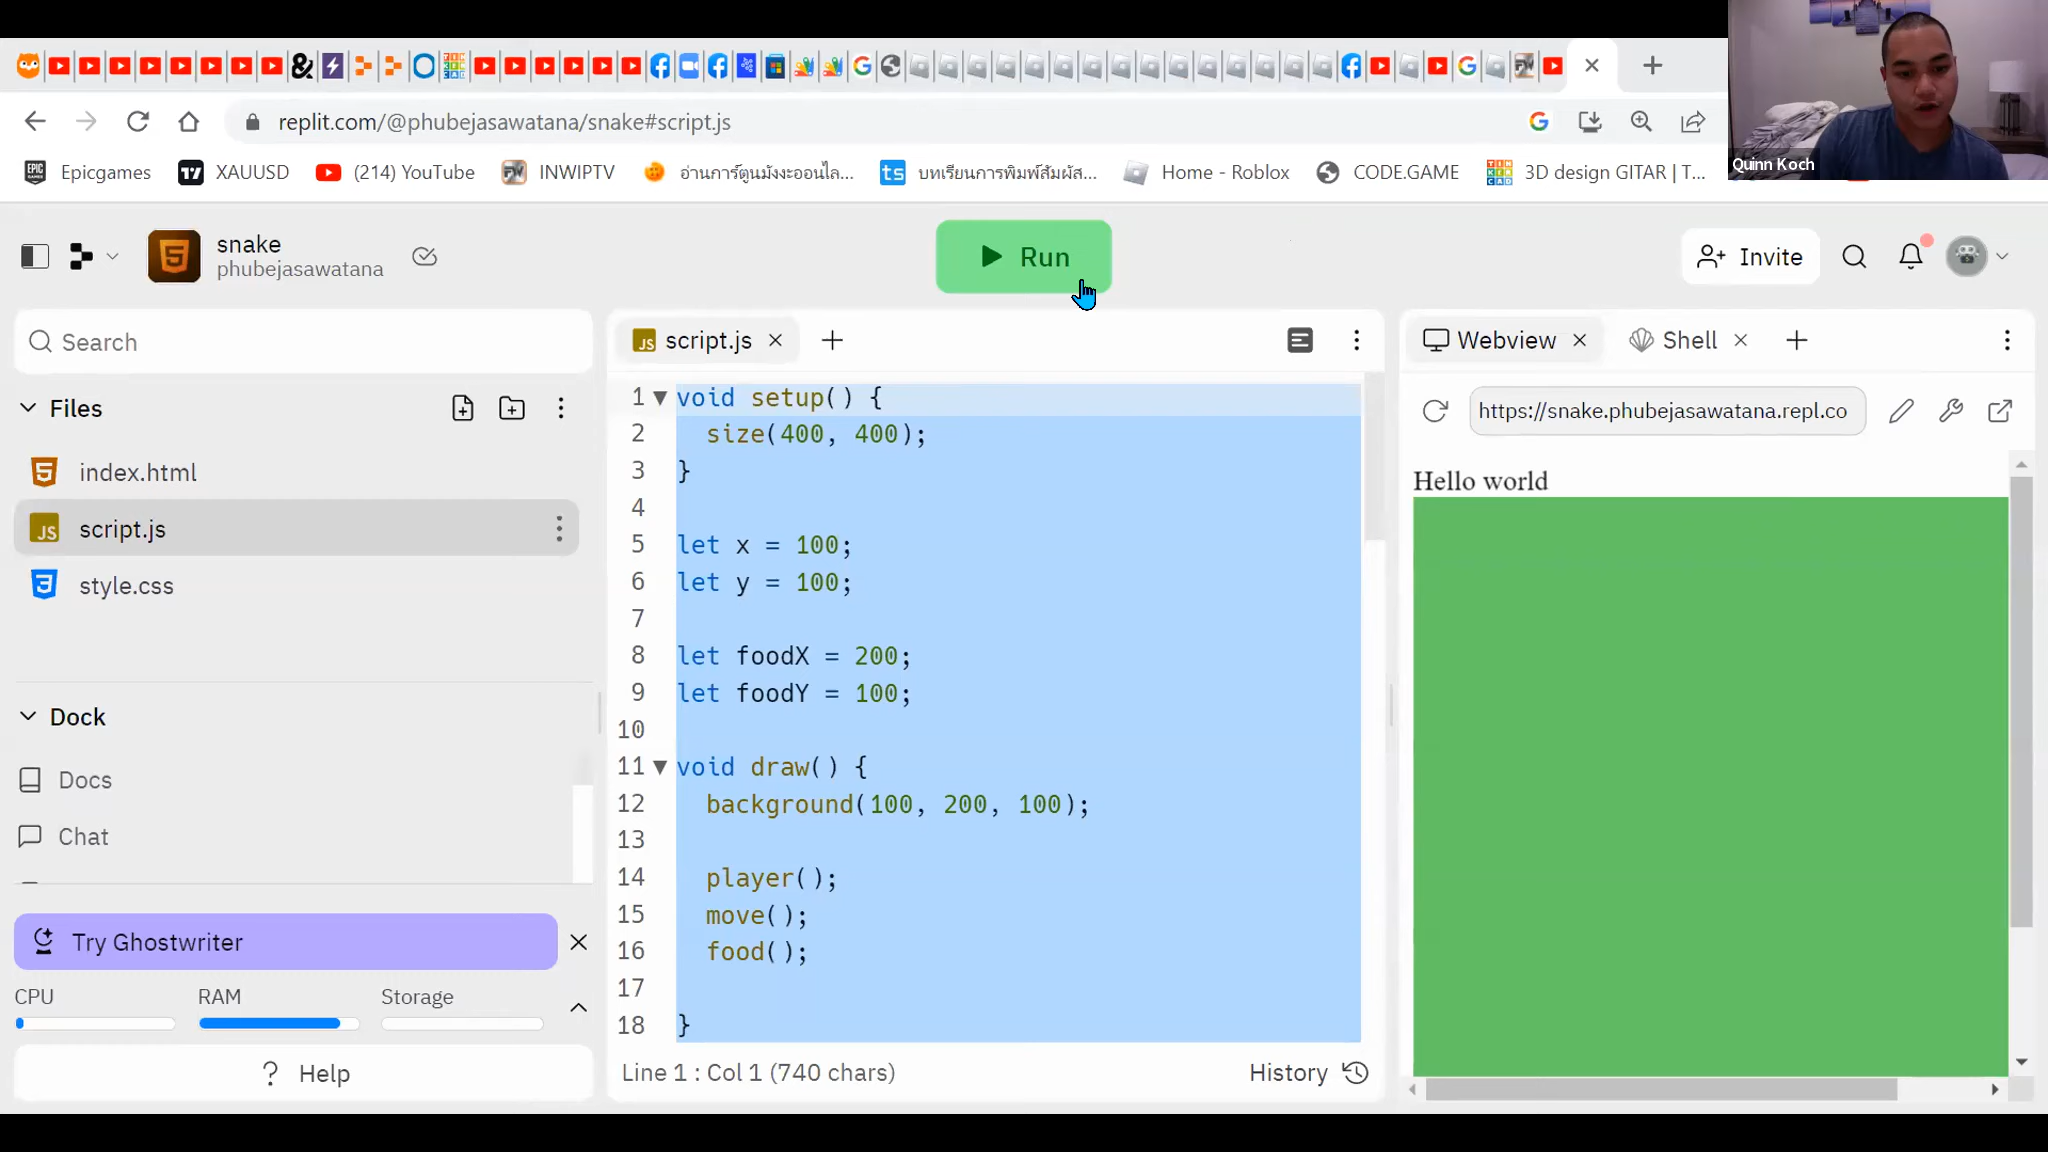 Quinn Koch
replit.com/@phubejasawatana/snake#script.js
Epicgames
XAUUSD
(214) YouTube
INWIPTV
อ่านการ์ตูนมังงะออนไล...
บทเรียนการพิมพ์สัมผัส...
Home - Roblox
CODE.GAME
3D design GITAR | T...
snake
phubejasawatana
Run
Invite
Search
Files
index.html
script.js
style.css
Dock
Docs
Chat
Try Ghostwriter
CPU RAM Storage
Help
script.js
1 void setup() {
2 size(400, 400);
3 }
4
5 let x = 100;
6 let y = 100;
7
8 let foodX = 200;
9 let foodY = 100;
10
11 void draw() {
12 background(100, 200, 100);
13
14 player();
15 move();
16 food();
17
18 }
Line 1 : Col 1 (740 chars)
History
Webview
Shell
https://snake.phubejasawatana.repl.co
Hello world